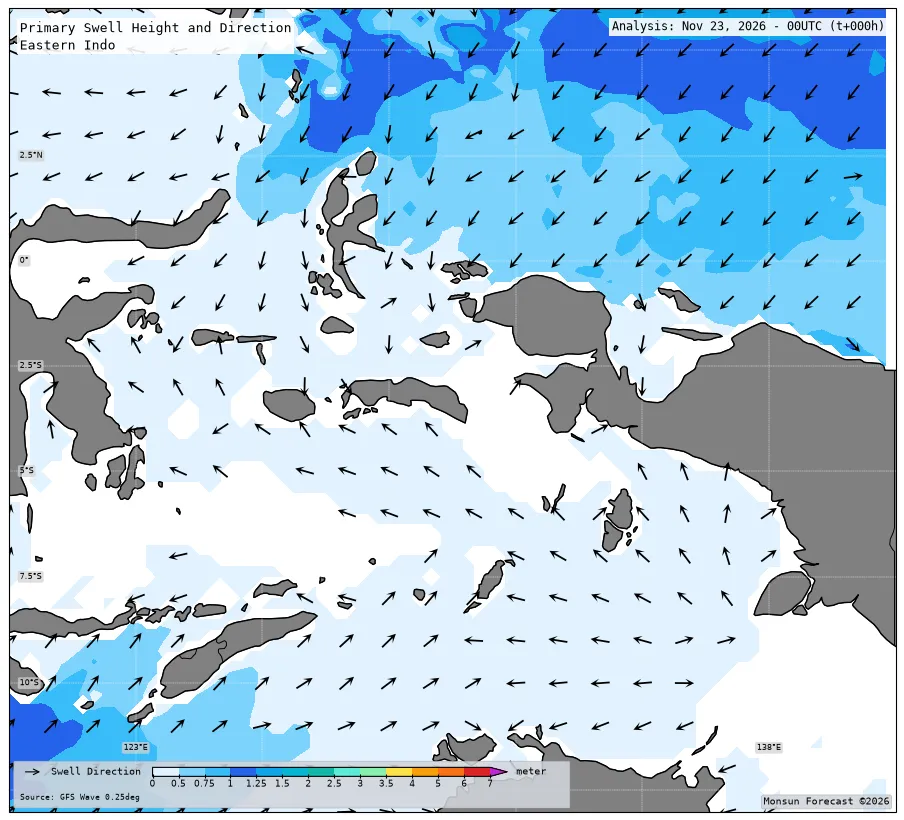 Primary Swell Height and Direction
Eastern Indo
Analysis: Nov 23, 2026 - 00UTC (t+000h)
2.5°N
0°
2.5°S
5°S
7.5°S
10°S
123°E
138°E
Swell Direction
0 0.5 0.75 1 1.25 1.5 2 2.5 3 3.5 4 5 6 7
meter
Source: GFS Wave 0.25deg
Monsun Forecast ©2026